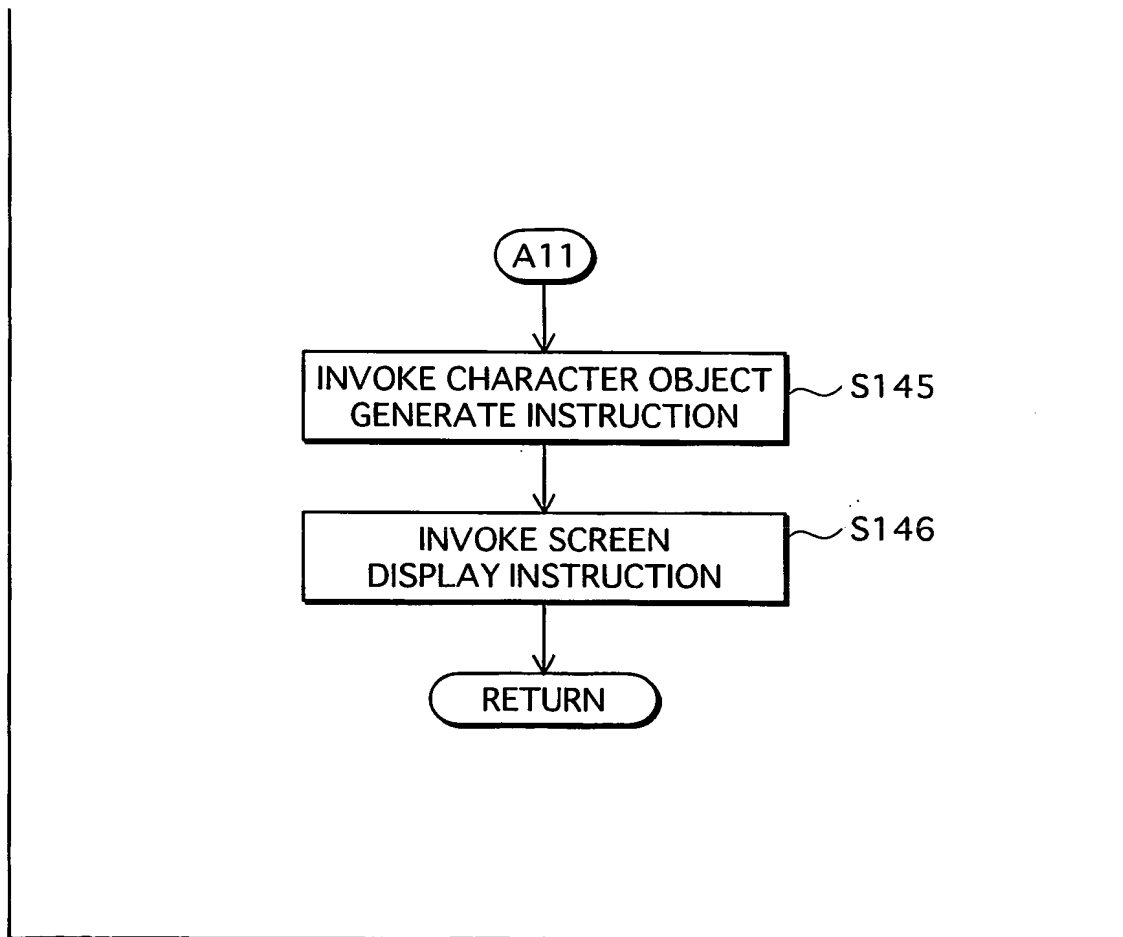 A11
INVOKE CHARACTER OBJECT
GENERATE INSTRUCTION
S145
INVOKE SCREEN
DISPLAY INSTRUCTION
S146
RETURN